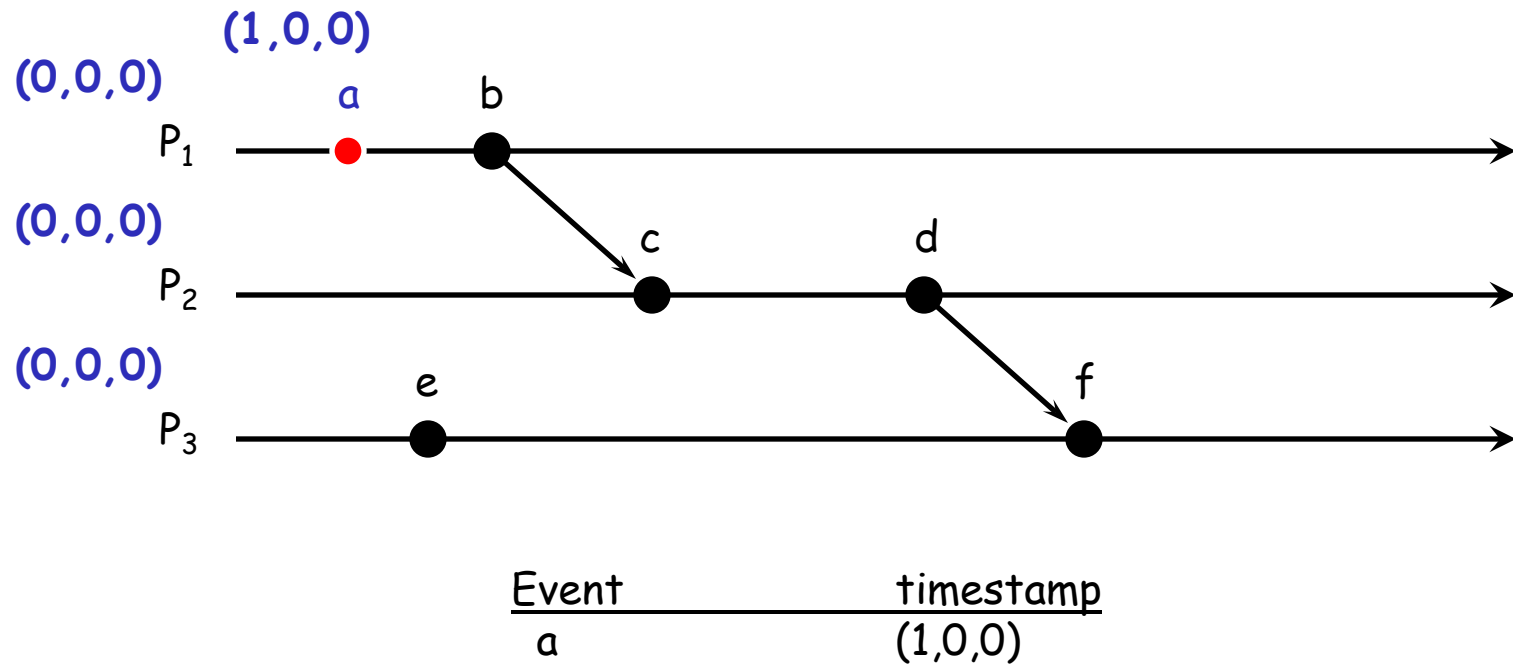 (1,0,0)
(0,0,0)
a b
P₁
(0,0,0)
c d
P₂
(0,0,0)
e f
P₃
Event timestamp
a (1,0,0)